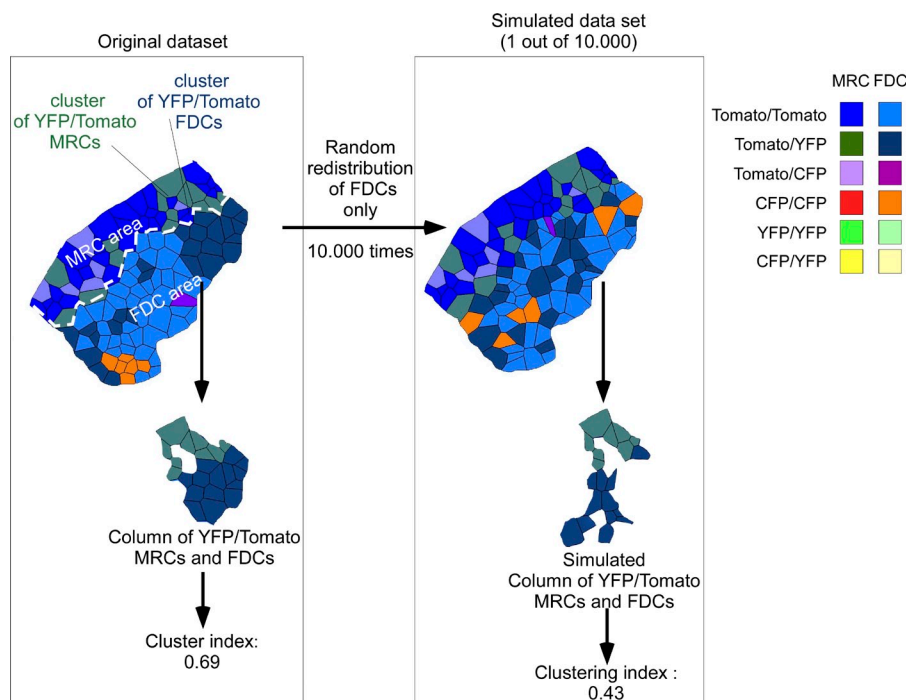 Original dataset
Simulated data set
(1 out of 10.000)
cluster
of YFP/Tomato
MRCs
cluster
of YFP/Tomato
FDCs
MRC area
FDC area
Random
redistribution
of FDCs
only
10.000 times
MRC FDC
Tomato/Tomato
Tomato/YFP
Tomato/CFP
CFP/CFP
YFP/YFP
CFP/YFP
Column of YFP/Tomato
MRCs and FDCs
Cluster index:
0.69
Simulated
Column of YFP/Tomato
MRCs and FDCs
Clustering index :
0.43